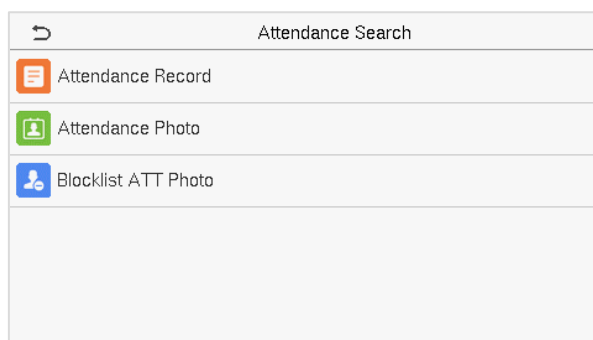 Attendance Search
Attendance Record
Attendance Photo
Blocklist ATT Photo